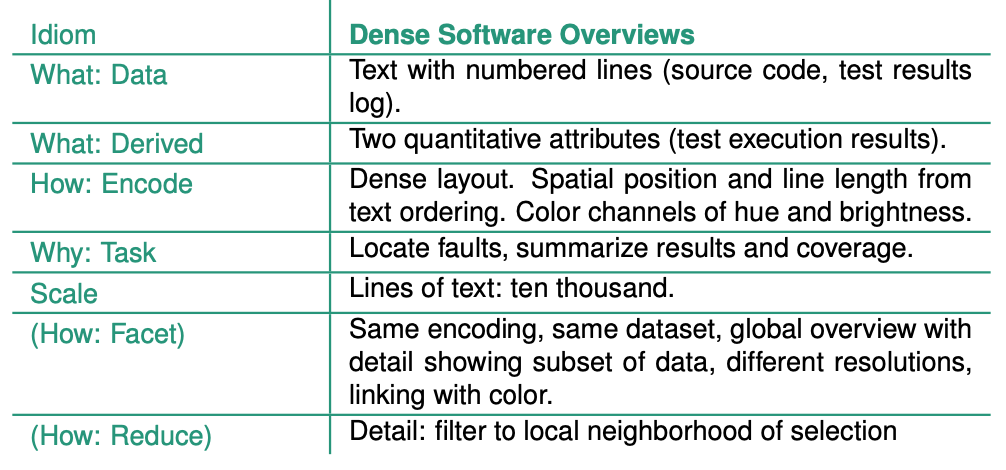 Idiom
Dense Software Overviews
What: Data
Text with numbered lines (source code, test results
log).
What: Derived
Two quantitative attributes (test execution results).
How: Encode
Dense layout. Spatial position and line length from
text ordering. Color channels of hue and brightness.
Why: Task
Locate faults, summarize results and coverage.
Scale
Lines of text: ten thousand.
(How: Facet)
Same encoding, same dataset, global overview with
detail showing subset of data, different resolutions,
linking with color.
(How: Reduce)
Detail: filter to local neighborhood of selection